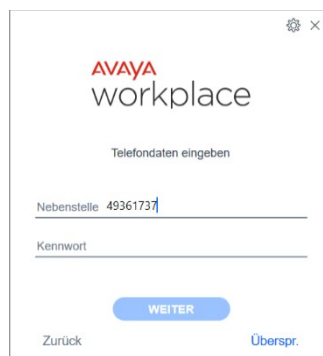 AVAYA
workplace
Telefondaten eingeben
Nebenstelle 49361737
Kennwort
WEITER
Zurück Überspr.